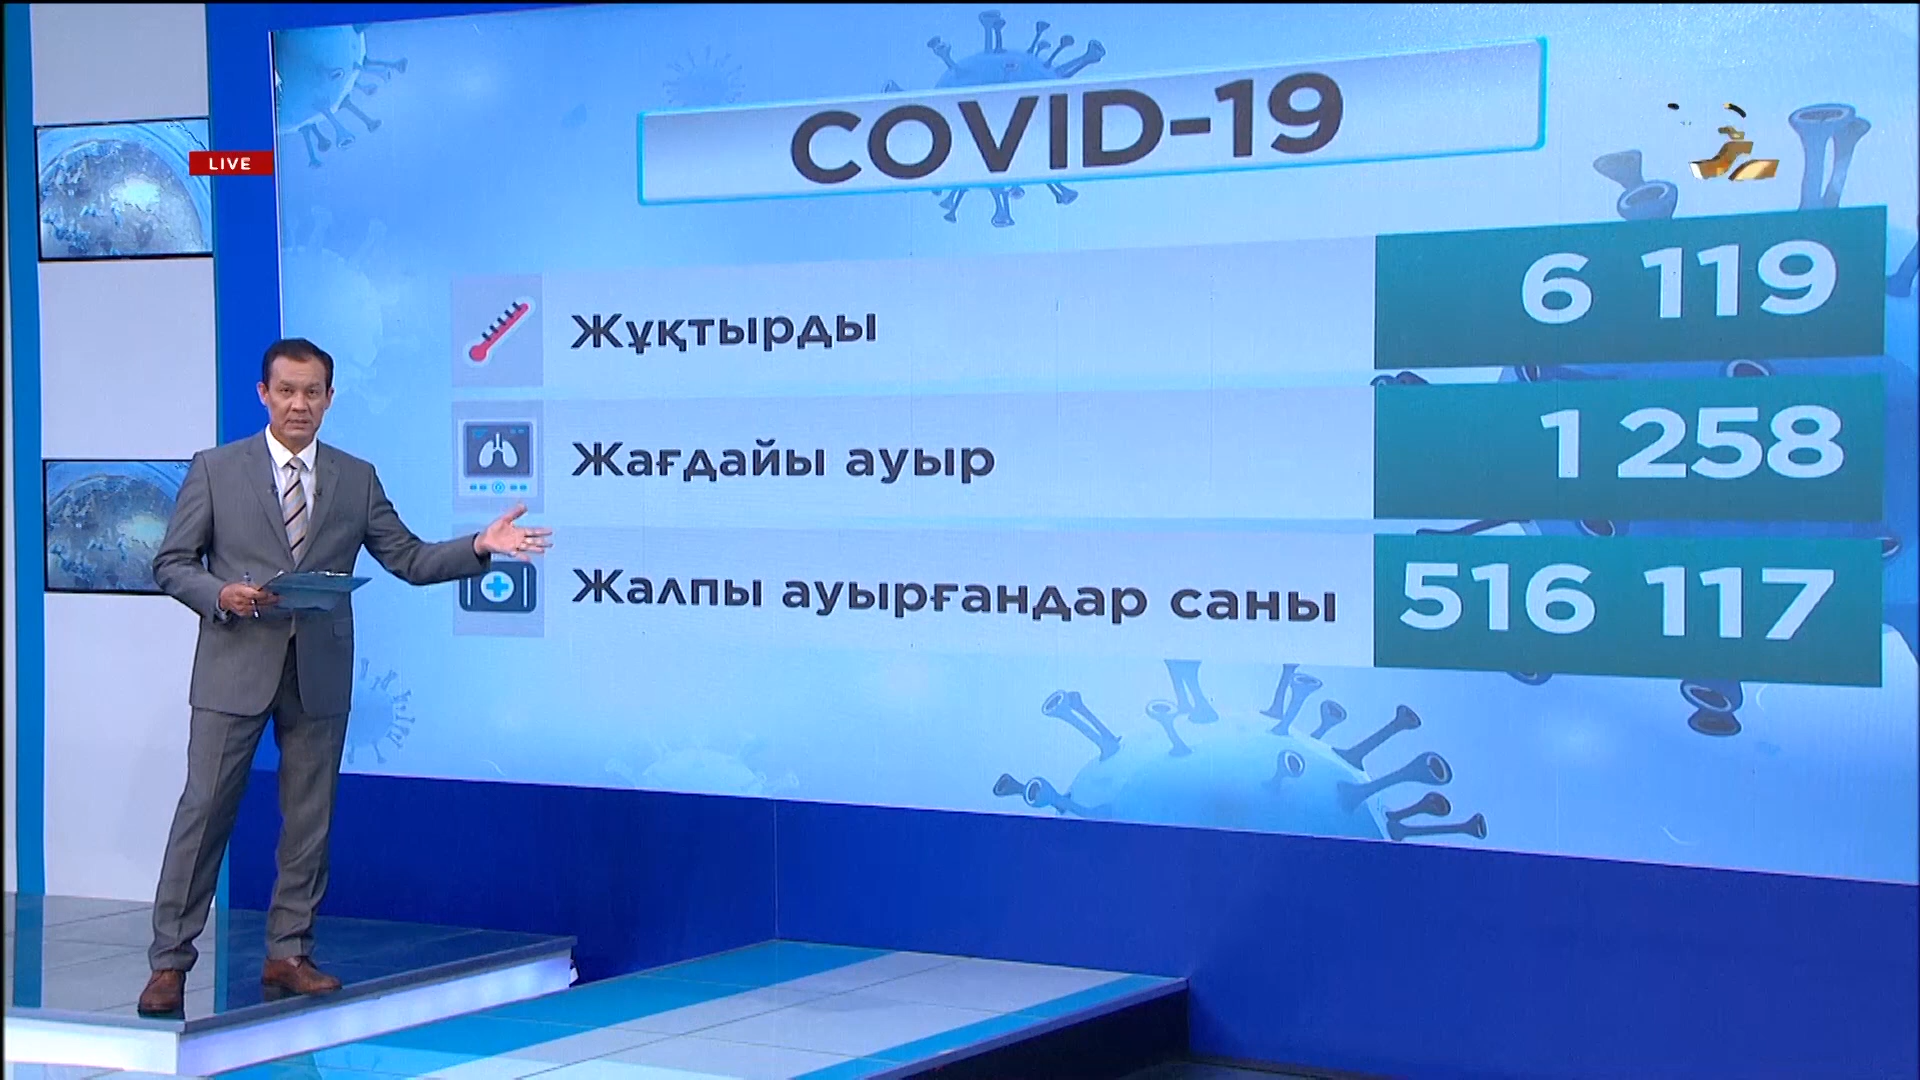 COVID-19
LIVE
Жұқтырды 6 119
Жағдайы ауыр 1 258
Жалпы ауырғандар саны 516 117